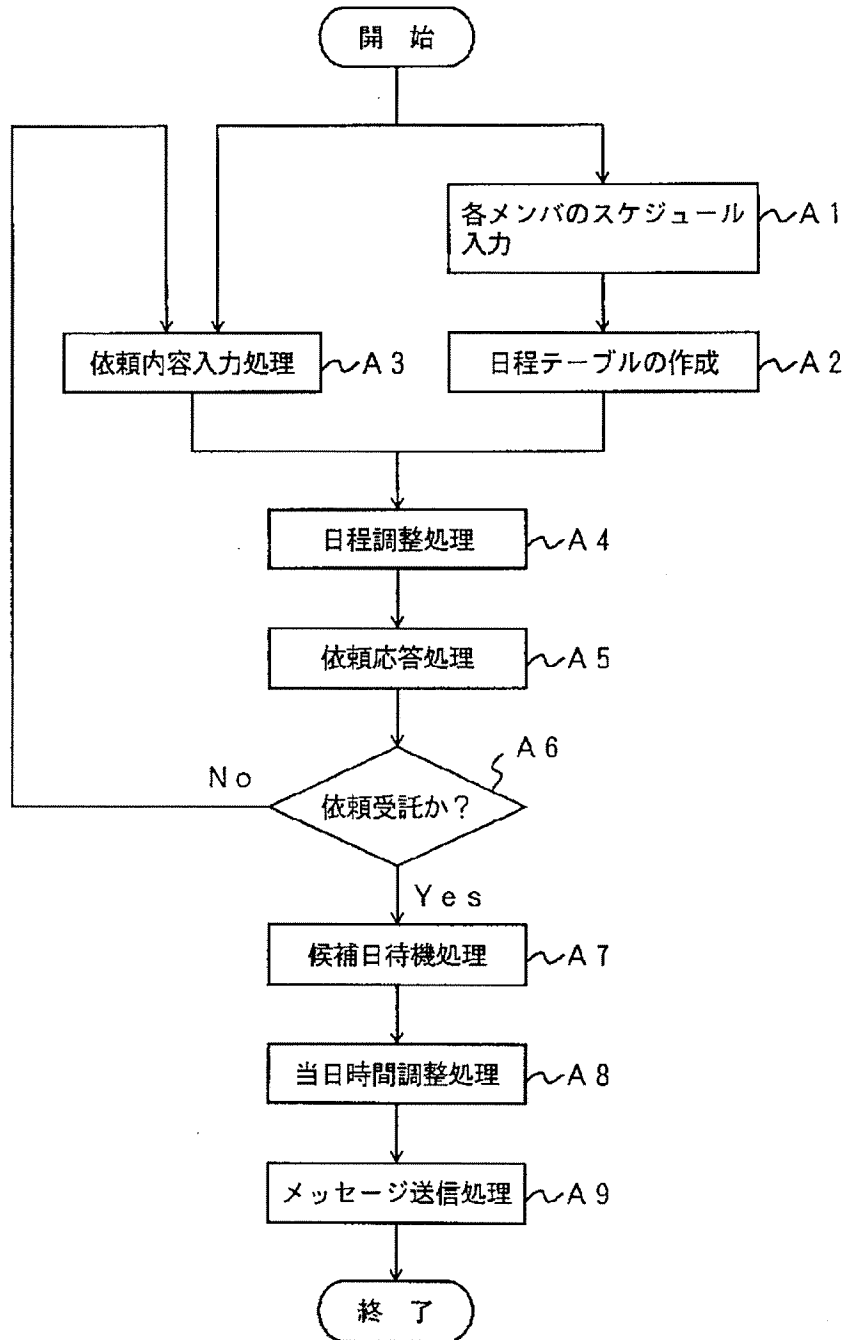 開 始
各メンバのスケジュール
入力
A1
依頼内容入力処理
A3
日程テーブルの作成
A2
日程調整処理
A4
依頼応答処理
A5
A6
No
依頼受託か？
Yes
候補日待機処理
A7
当日時間調整処理
A8
メッセージ送信処理
A9
終 了